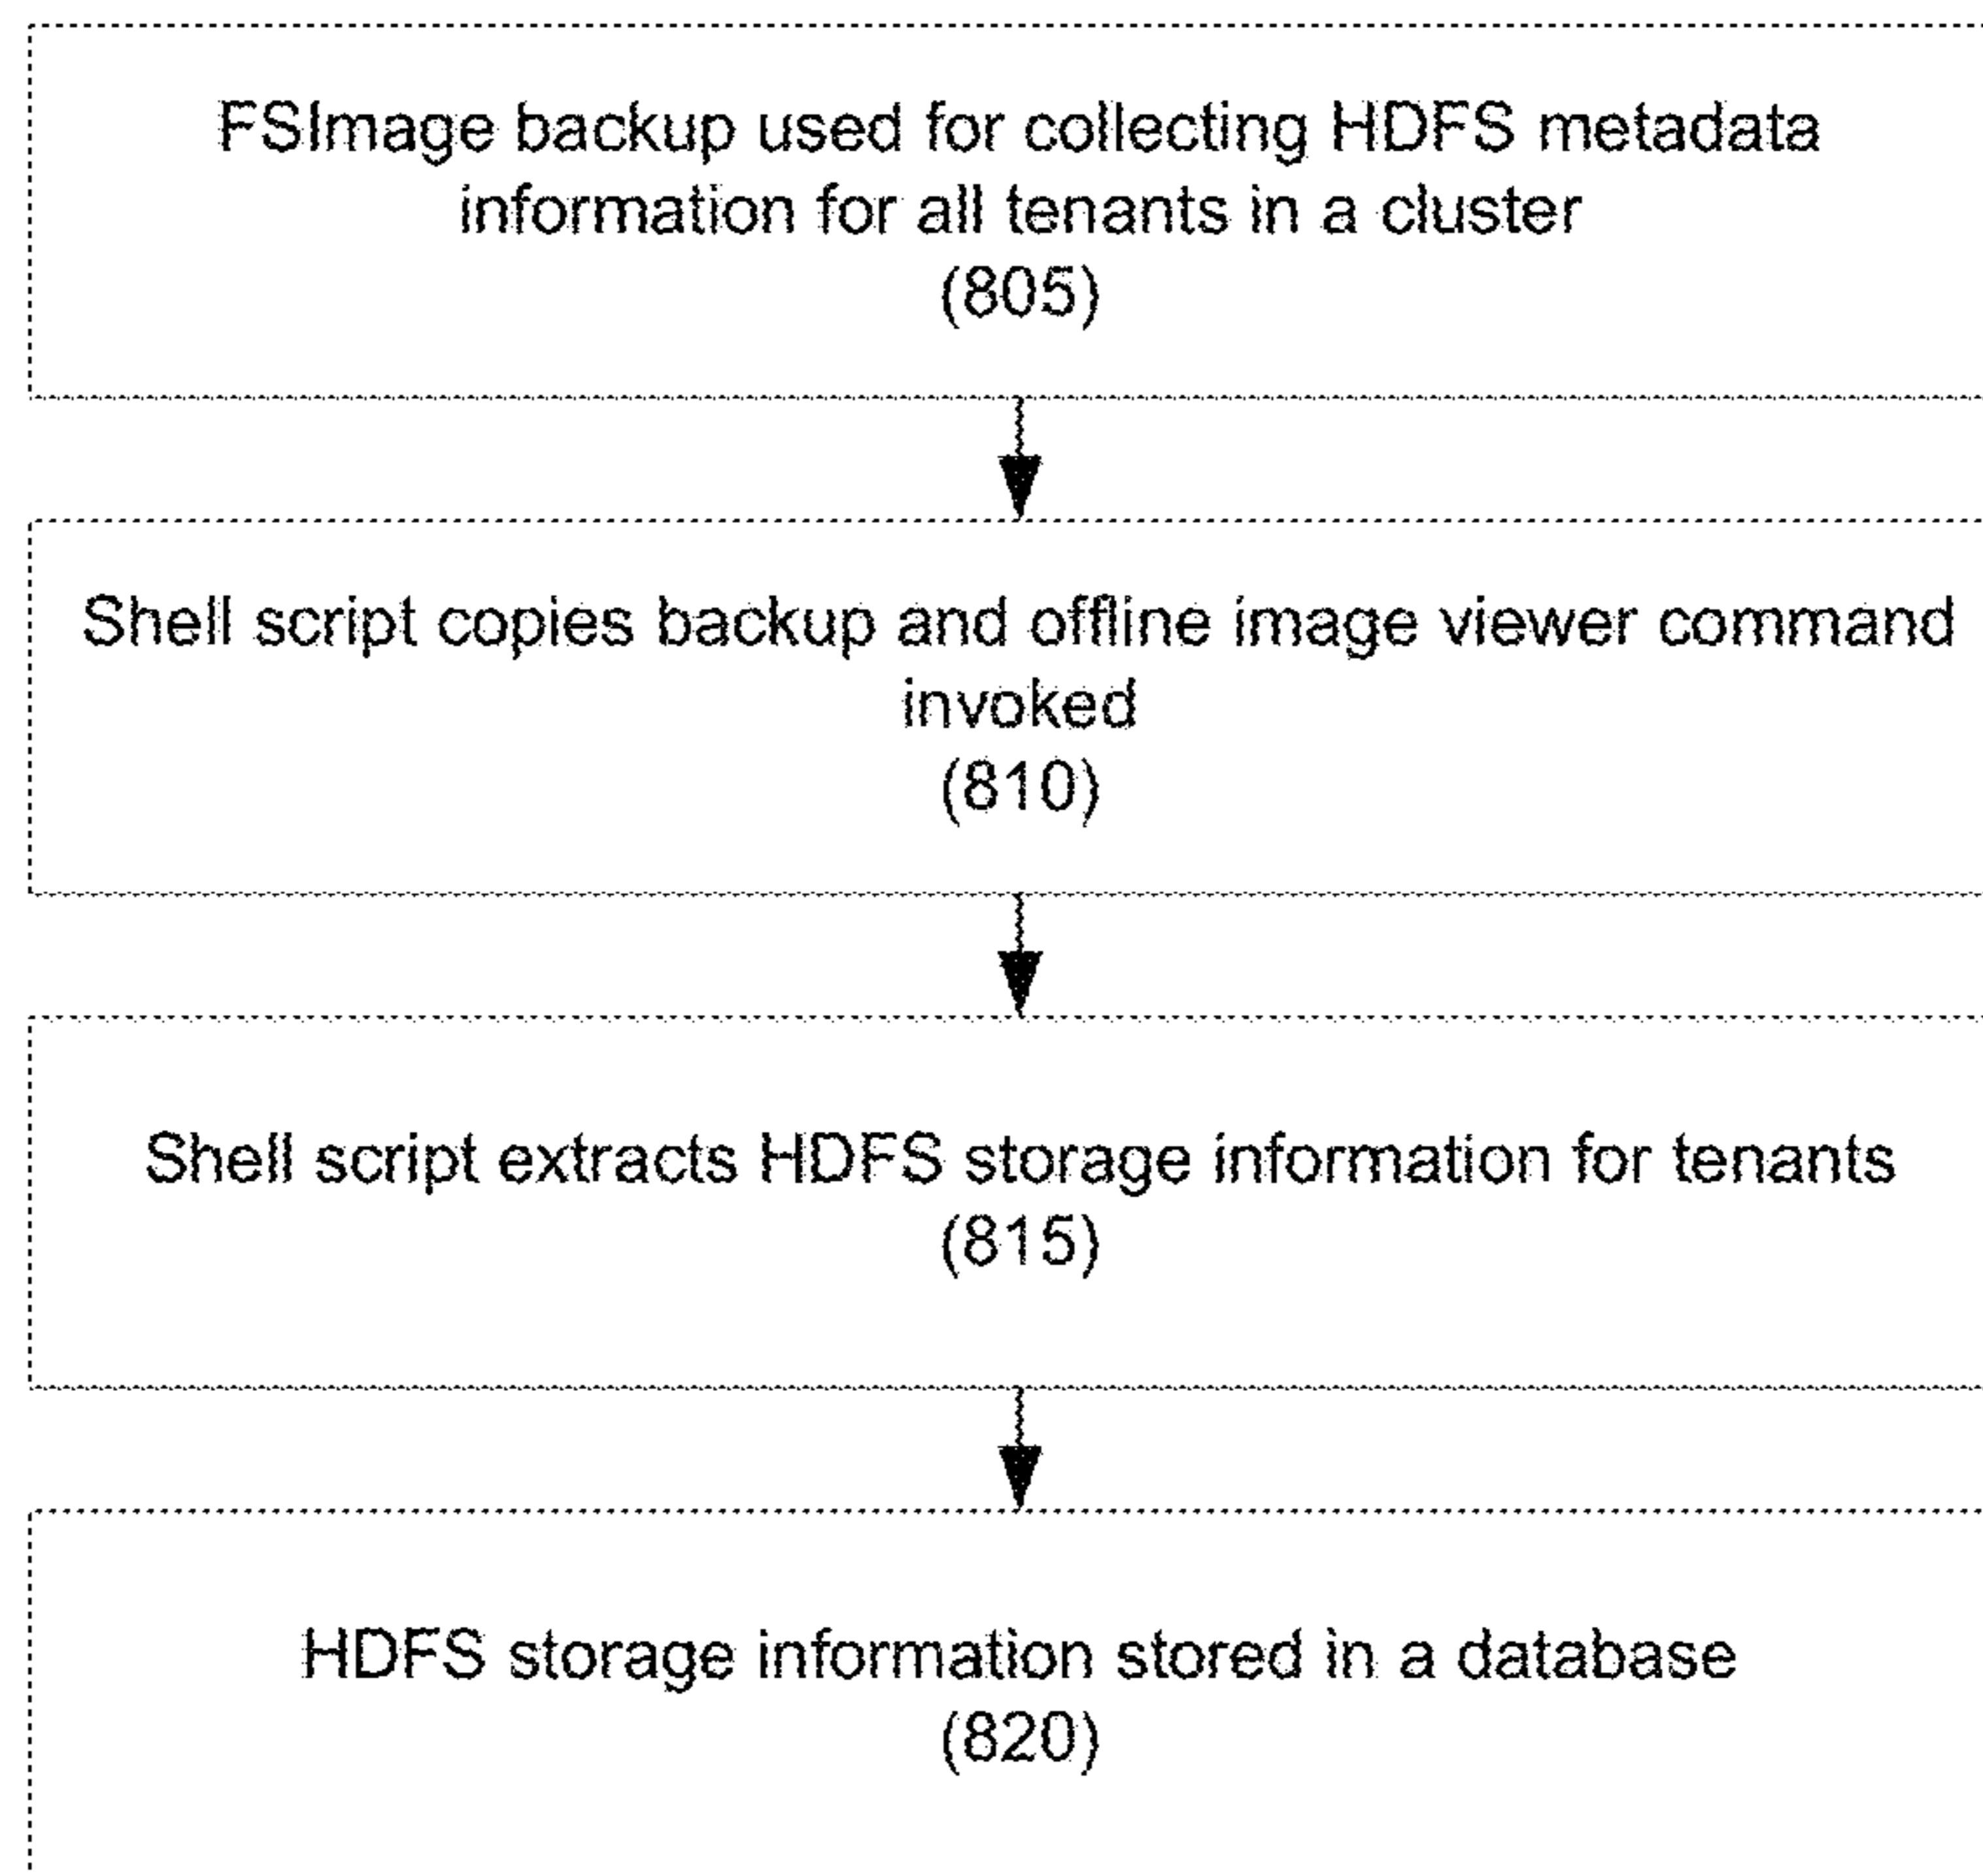 FSImage backup used for collecting HDFS metadata
information for all tenants in a cluster
(805)
Shell script copies backup and offline image viewer command
invoked
(810)
Shell script extracts HDFS storage information for tenants
(815)
HDFS storage information stored in a database
(820)